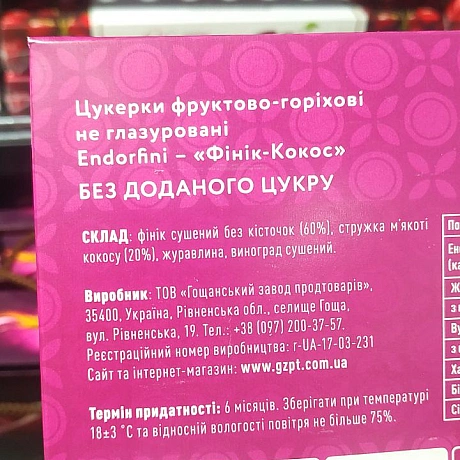 Цукерки фруктово-горіхові
не глазуровані
Endorfini – «Фінік-Кокос»
БЕЗ ДОДАНОГО ЦУКРУ
СКЛАД: фінік сушений без кісточок (60%), стружка м'якоті
кокосу (20%), журавлина, виноград сушений.
Виробник: ТОВ «Гощанський завод продтоварів»,
35400, Україна, Рівненська обл., селище Гоща,
вул. Рівненська, 19. Тел.: +38 (097) 200-37-57.
Реєстраційний номер виробництва: r-UA-17-03-231
Сайт та інтернет-магазин: www.gzpt.com.ua
Термін придатності: 6 місяців. Зберігати при температурі
18±3 °С та відносній вологості повітря не більше 75%.